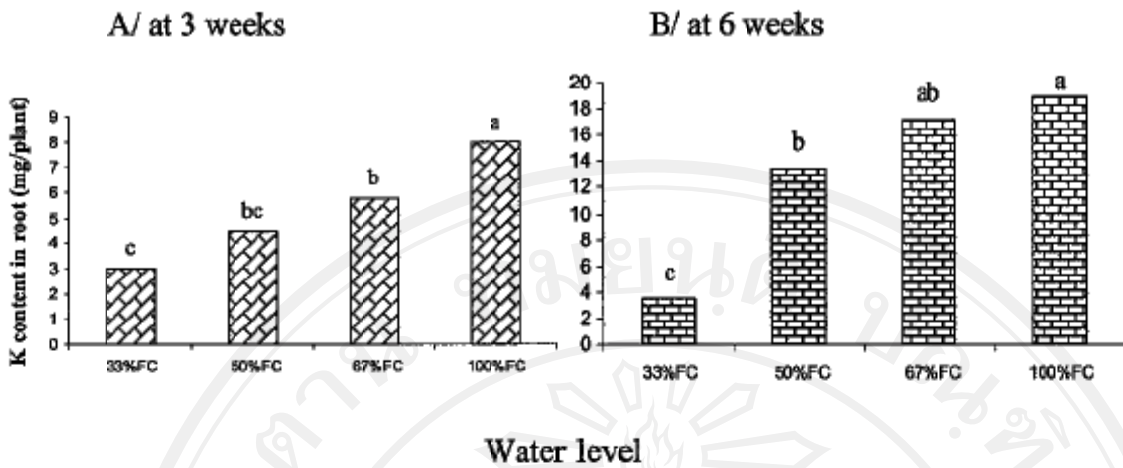 A/ at 3 weeks
K content in root (mg/plant)
9
8
7
6
5
4
3
2
1
0
c
bc
b
a
33%FC 50%FC 67%FC 100%FC
B/ at 6 weeks
20
18
16
14
12
10
8
6
4
2
0
c
b
ab
a
33%FC 50%FC 67%FC 100%FC
Water level